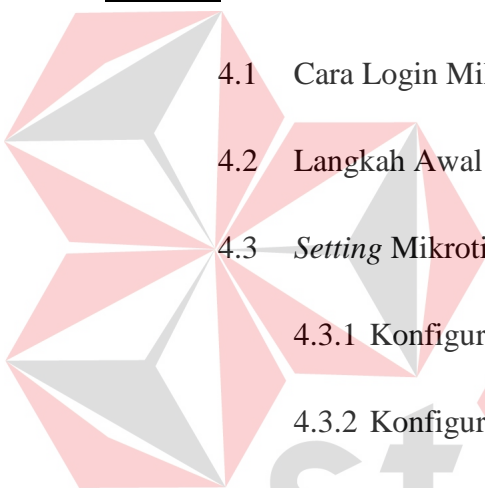 4.1 Cara Login Mi
4.2 Langkah Awal
4.3 Setting Mikroti
4.3.1 Konfigur
4.3.2 Konfigur
st